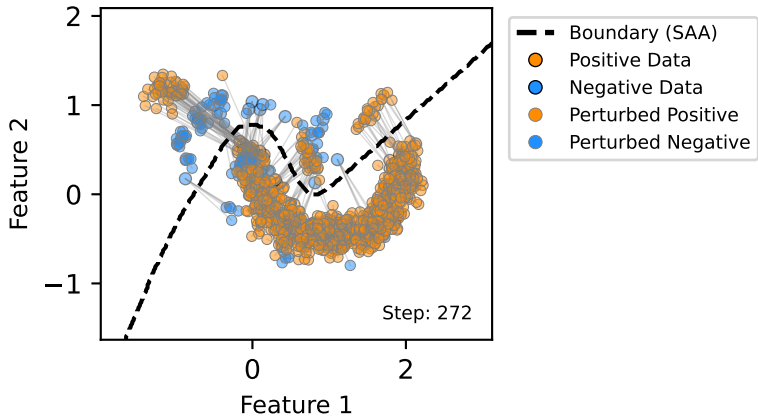 2
1
0
−1
0
2
Feature 2
Feature 1
Step: 272
Boundary (SAA)
Positive Data
Negative Data
Perturbed Positive
Perturbed Negative